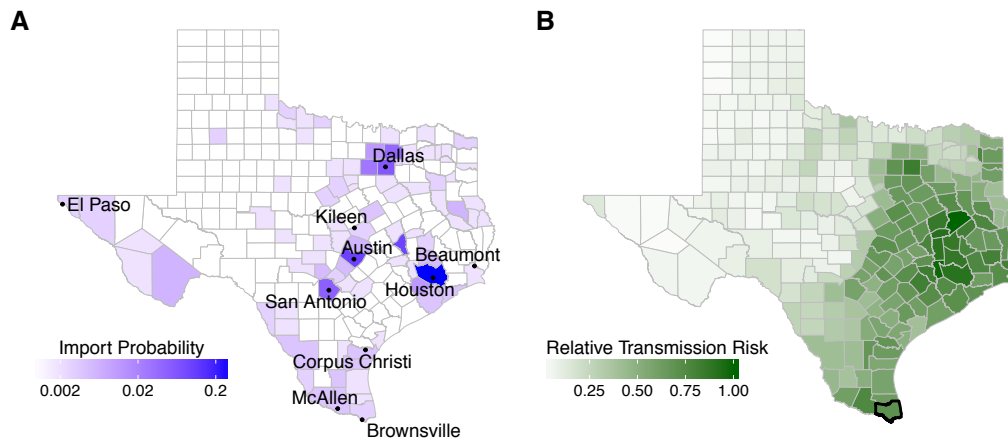 A
B
Dallas
El Paso
Kileen
Austin
Beaumont
San Antonio
Houston
Import Probability
Corpus Christi
0.002 0.02 0.2
McAllen
Brownsville
Relative Transmission Risk
0.25 0.50 0.75 1.00